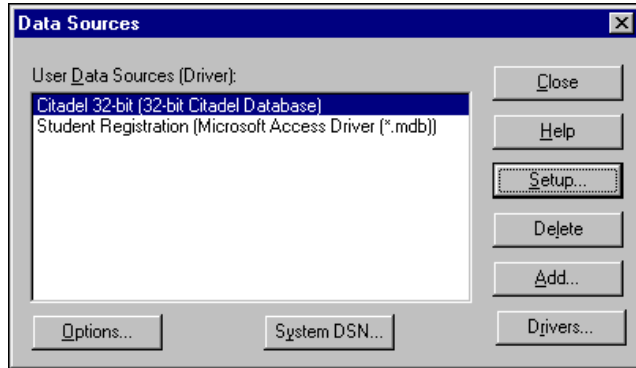 Data Sources
User Data Sources (Driver):
Citadel 32-bit (32-bit Citadel Database)
Student Registration (Microsoft Access Driver (*.mdb))
Close
Help
Setup...
Delete
Add...
Options...
System DSN...
Drivers...